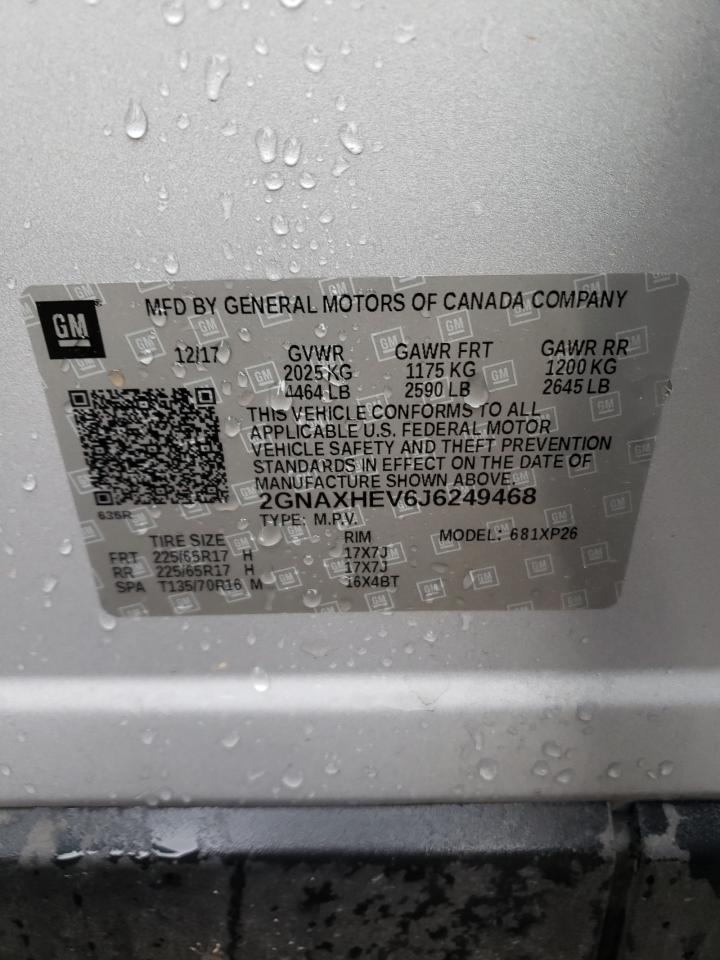 GM
MFD BY GENERAL MOTORS OF CANADA COMPANY
12/17 GVWR GAWR FRT GAWR RR
2025 KG 1175 KG 1200 KG
4464 LB 2590 LB 2645 LB
THIS VEHICLE CONFORMS TO ALL
APPLICABLE U.S. FEDERAL MOTOR
VEHICLE SAFETY AND THEFT PREVENTION
STANDARDS IN EFFECT ON THE DATE OF
MANUFACTURE SHOWN ABOVE.
2GNAXHEV6J6249468
635R
TYPE: M.P.V.
TIRE SIZE RIM MODEL: 681XP26
FRT 225/65R17 H 17X7J
RR 225/65R17 H 17X7J
SPA T135/70R16 M 16X4BT